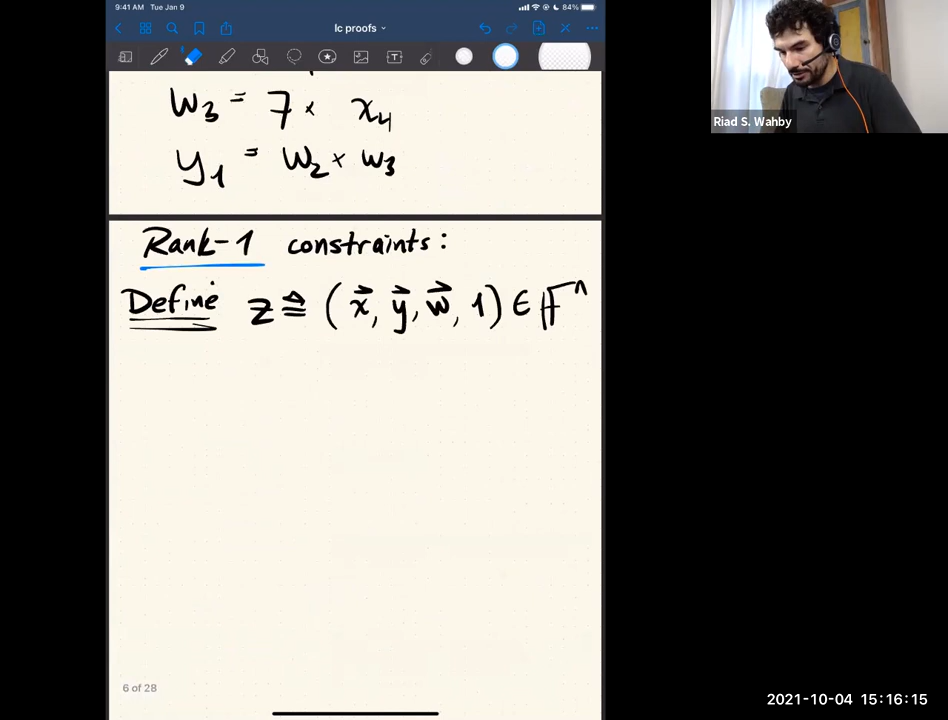 9:41 AM Tue Jan 9
84%
lc proofs
w₃ = 7 × x₄
y₁ = w₂ × w₃
Rank-1 constraints:
Define z ≜ (x⃗, y⃗, w⃗, 1) ∈ 𝔽ⁿ
6 of 28
Riad S. Wahby
2021-10-04 15:16:15